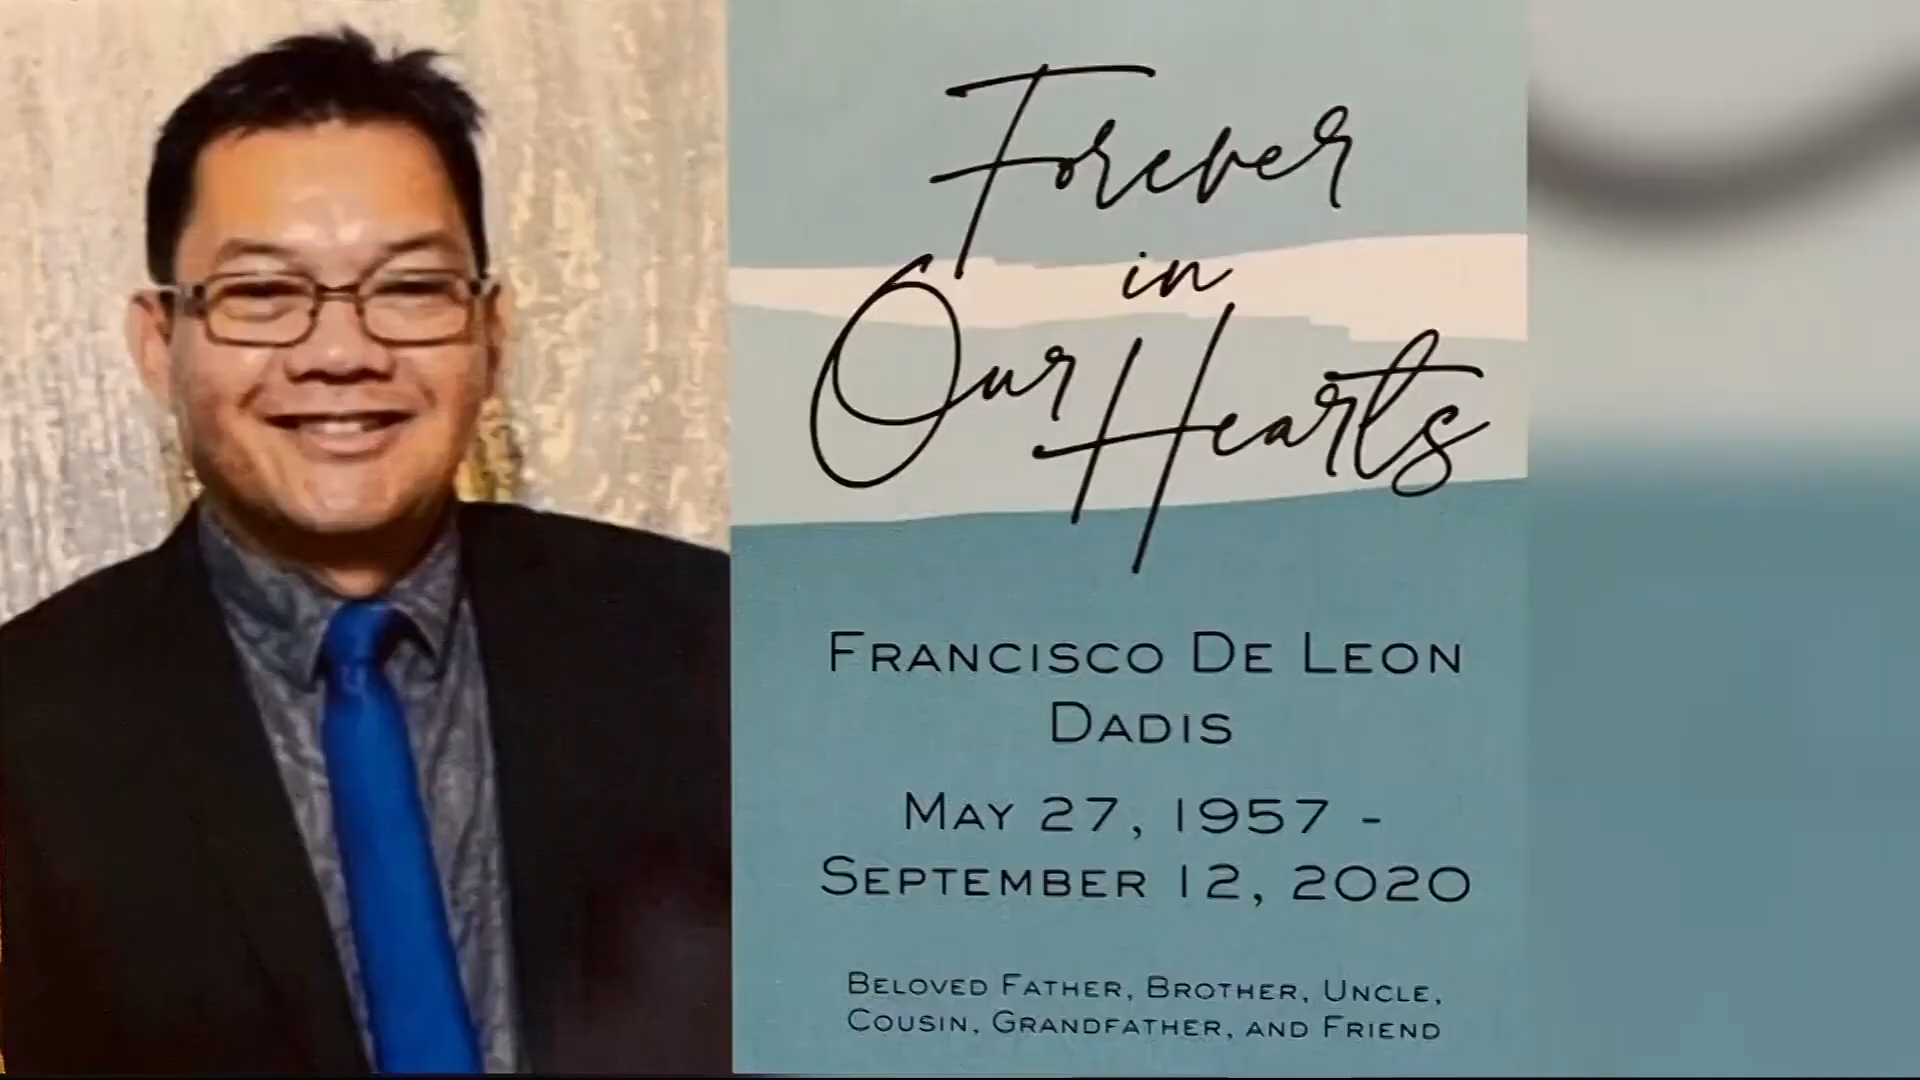 Forever
in
Our Hearts
FRANCISCO DE LEON
DADIS
MAY 27, 1957 -
SEPTEMBER 12, 2020
BELOVED FATHER, BROTHER, UNCLE,
COUSIN, GRANDFATHER, AND FRIEND